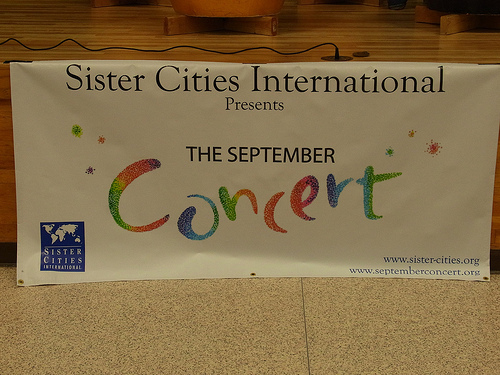 Sister Cities International
Presents
THE SEPTEMBER
Concert
SISTER
CITIES
INTERNATIONAL
www.sister-cities.org
www.septemberconcert.org